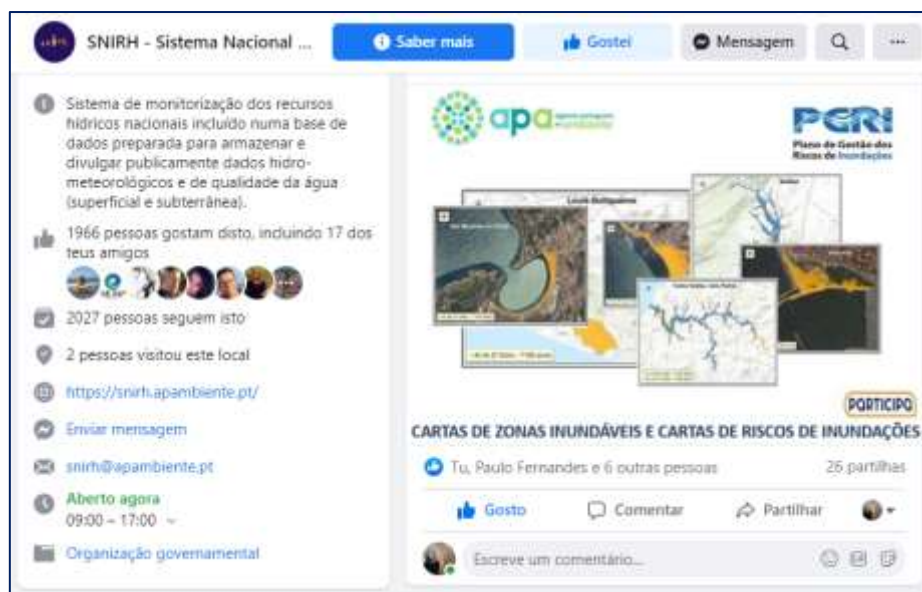 SNIRH - Sistema Nacional ...
Saber mais
Gostei
Mensagem
Sistema de monitorização dos recursos
hídricos nacionais incluído numa base de
dados preparada para armazenar e
divulgar publicamente dados hidro-
meteorológicos e de qualidade da água
(superficial e subterrânea).
1966 pessoas gostam disto, incluindo 17 dos
teus amigos
2027 pessoas seguem isto
2 pessoas visitou este local
https://snirh.apambiente.pt/
Enviar mensagem
snirh@apambiente.pt
Aberto agora
09:00 – 17:00
Organização governamental
apa
PGRI
Plano de Gestão dos
Riscos de Inundações
PARTICIPO
CARTAS DE ZONAS INUNDÁVEIS E CARTAS DE RISCOS DE INUNDAÇÕES
Tu, Paulo Fernandes e 6 outras pessoas
26 partilhas
Gosto
Comentar
Partilhar
Escreve um comentário...